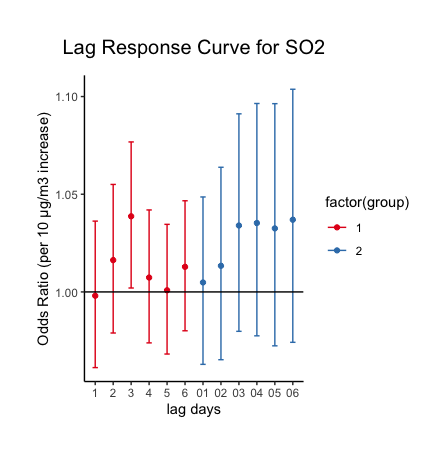 Lag Response Curve for SO2
Odds Ratio (per 10 µg/m3 increase)
1.10
1.05
1.00
1 2 3 4 5 6 01 02 03 04 05 06
lag days
factor(group)
1
2